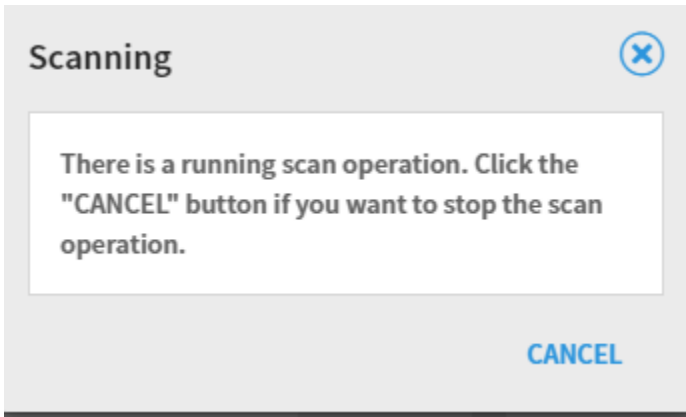 Scanning
There is a running scan operation. Click the
"CANCEL" button if you want to stop the scan
operation.
CANCEL